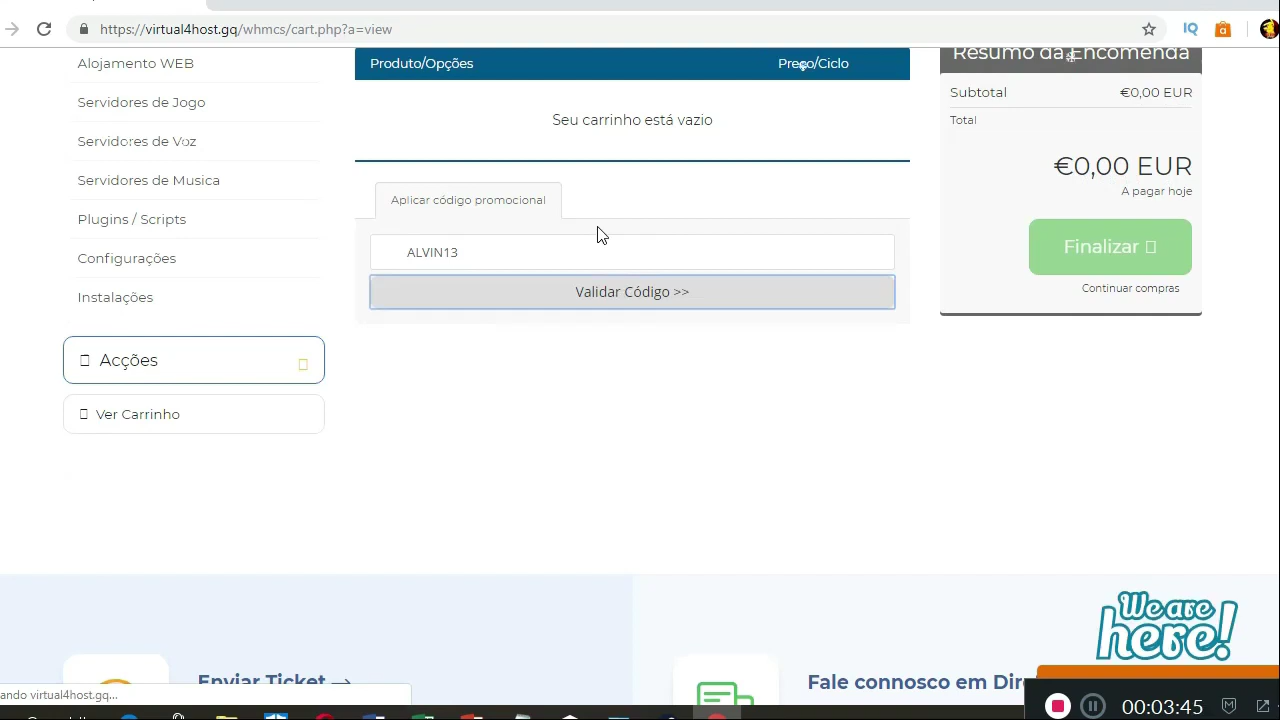 https://virtual4host.gq/whmcs/cart.php?a=view
IQ
Alojamento WEB
Servidores de Jogo
Servidores de Voz
Servidores de Musica
Plugins / Scripts
Configurações
Instalações
Acções
Ver Carrinho
Produto/Opções
Preço/Ciclo
Seu carrinho está vazio
Aplicar código promocional
ALVIN13
Validar Código >>
Resumo da Encomenda
Subtotal €0,00 EUR
Total
€0,00 EUR
A pagar hoje
Finalizar
Continuar compras
Enviar Ticket →
Fale connosco em
We are
here!
ando virtual4host.gq...
00:03:45